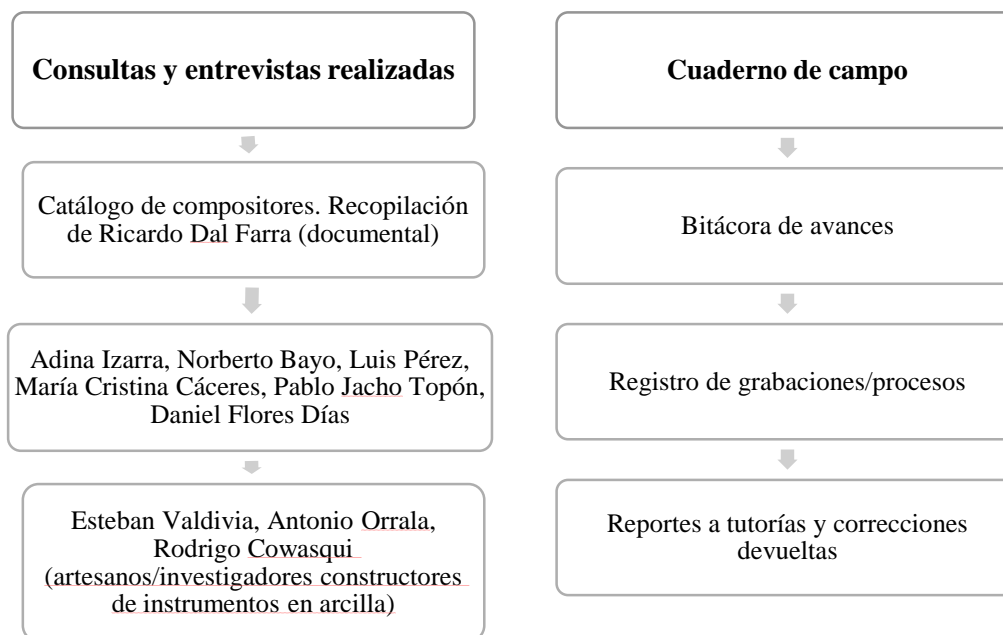 Consultas y entrevistas realizadas
Catálogo de compositores. Recopilación
de Ricardo Dal Farra (documental)
Adina Izarra, Norberto Bayo, Luis Pérez,
María Cristina Cáceres, Pablo Jacho Topón,
Daniel Flores Días
Esteban Valdivia, Antonio Orrala,
Rodrigo Cowasqui
(artesanos/investigadores constructores
de instrumentos en arcilla)
Cuaderno de campo
Bitácora de avances
Registro de grabaciones/procesos
Reportes a tutorías y correcciones
devueltas